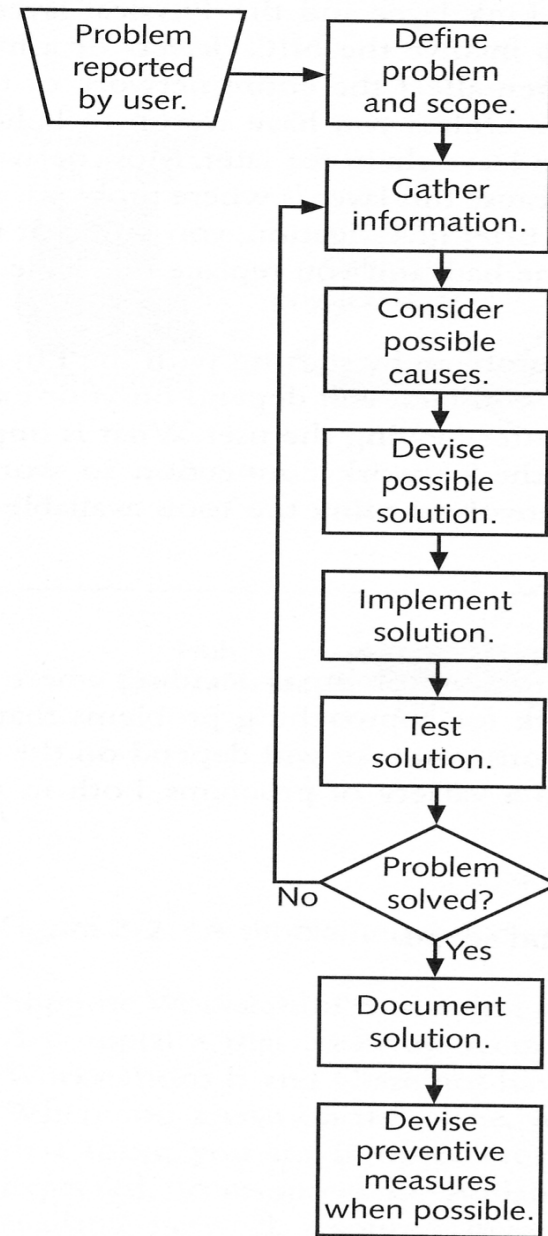 Problem
reported
by user.
Define
problem
and scope.
Gather
information.
Consider
possible
causes.
Devise
possible
solution.
Implement
solution.
Test
solution.
Problem
solved?
No
Yes
Document
solution.
Devise
preventive
measures
when possible.